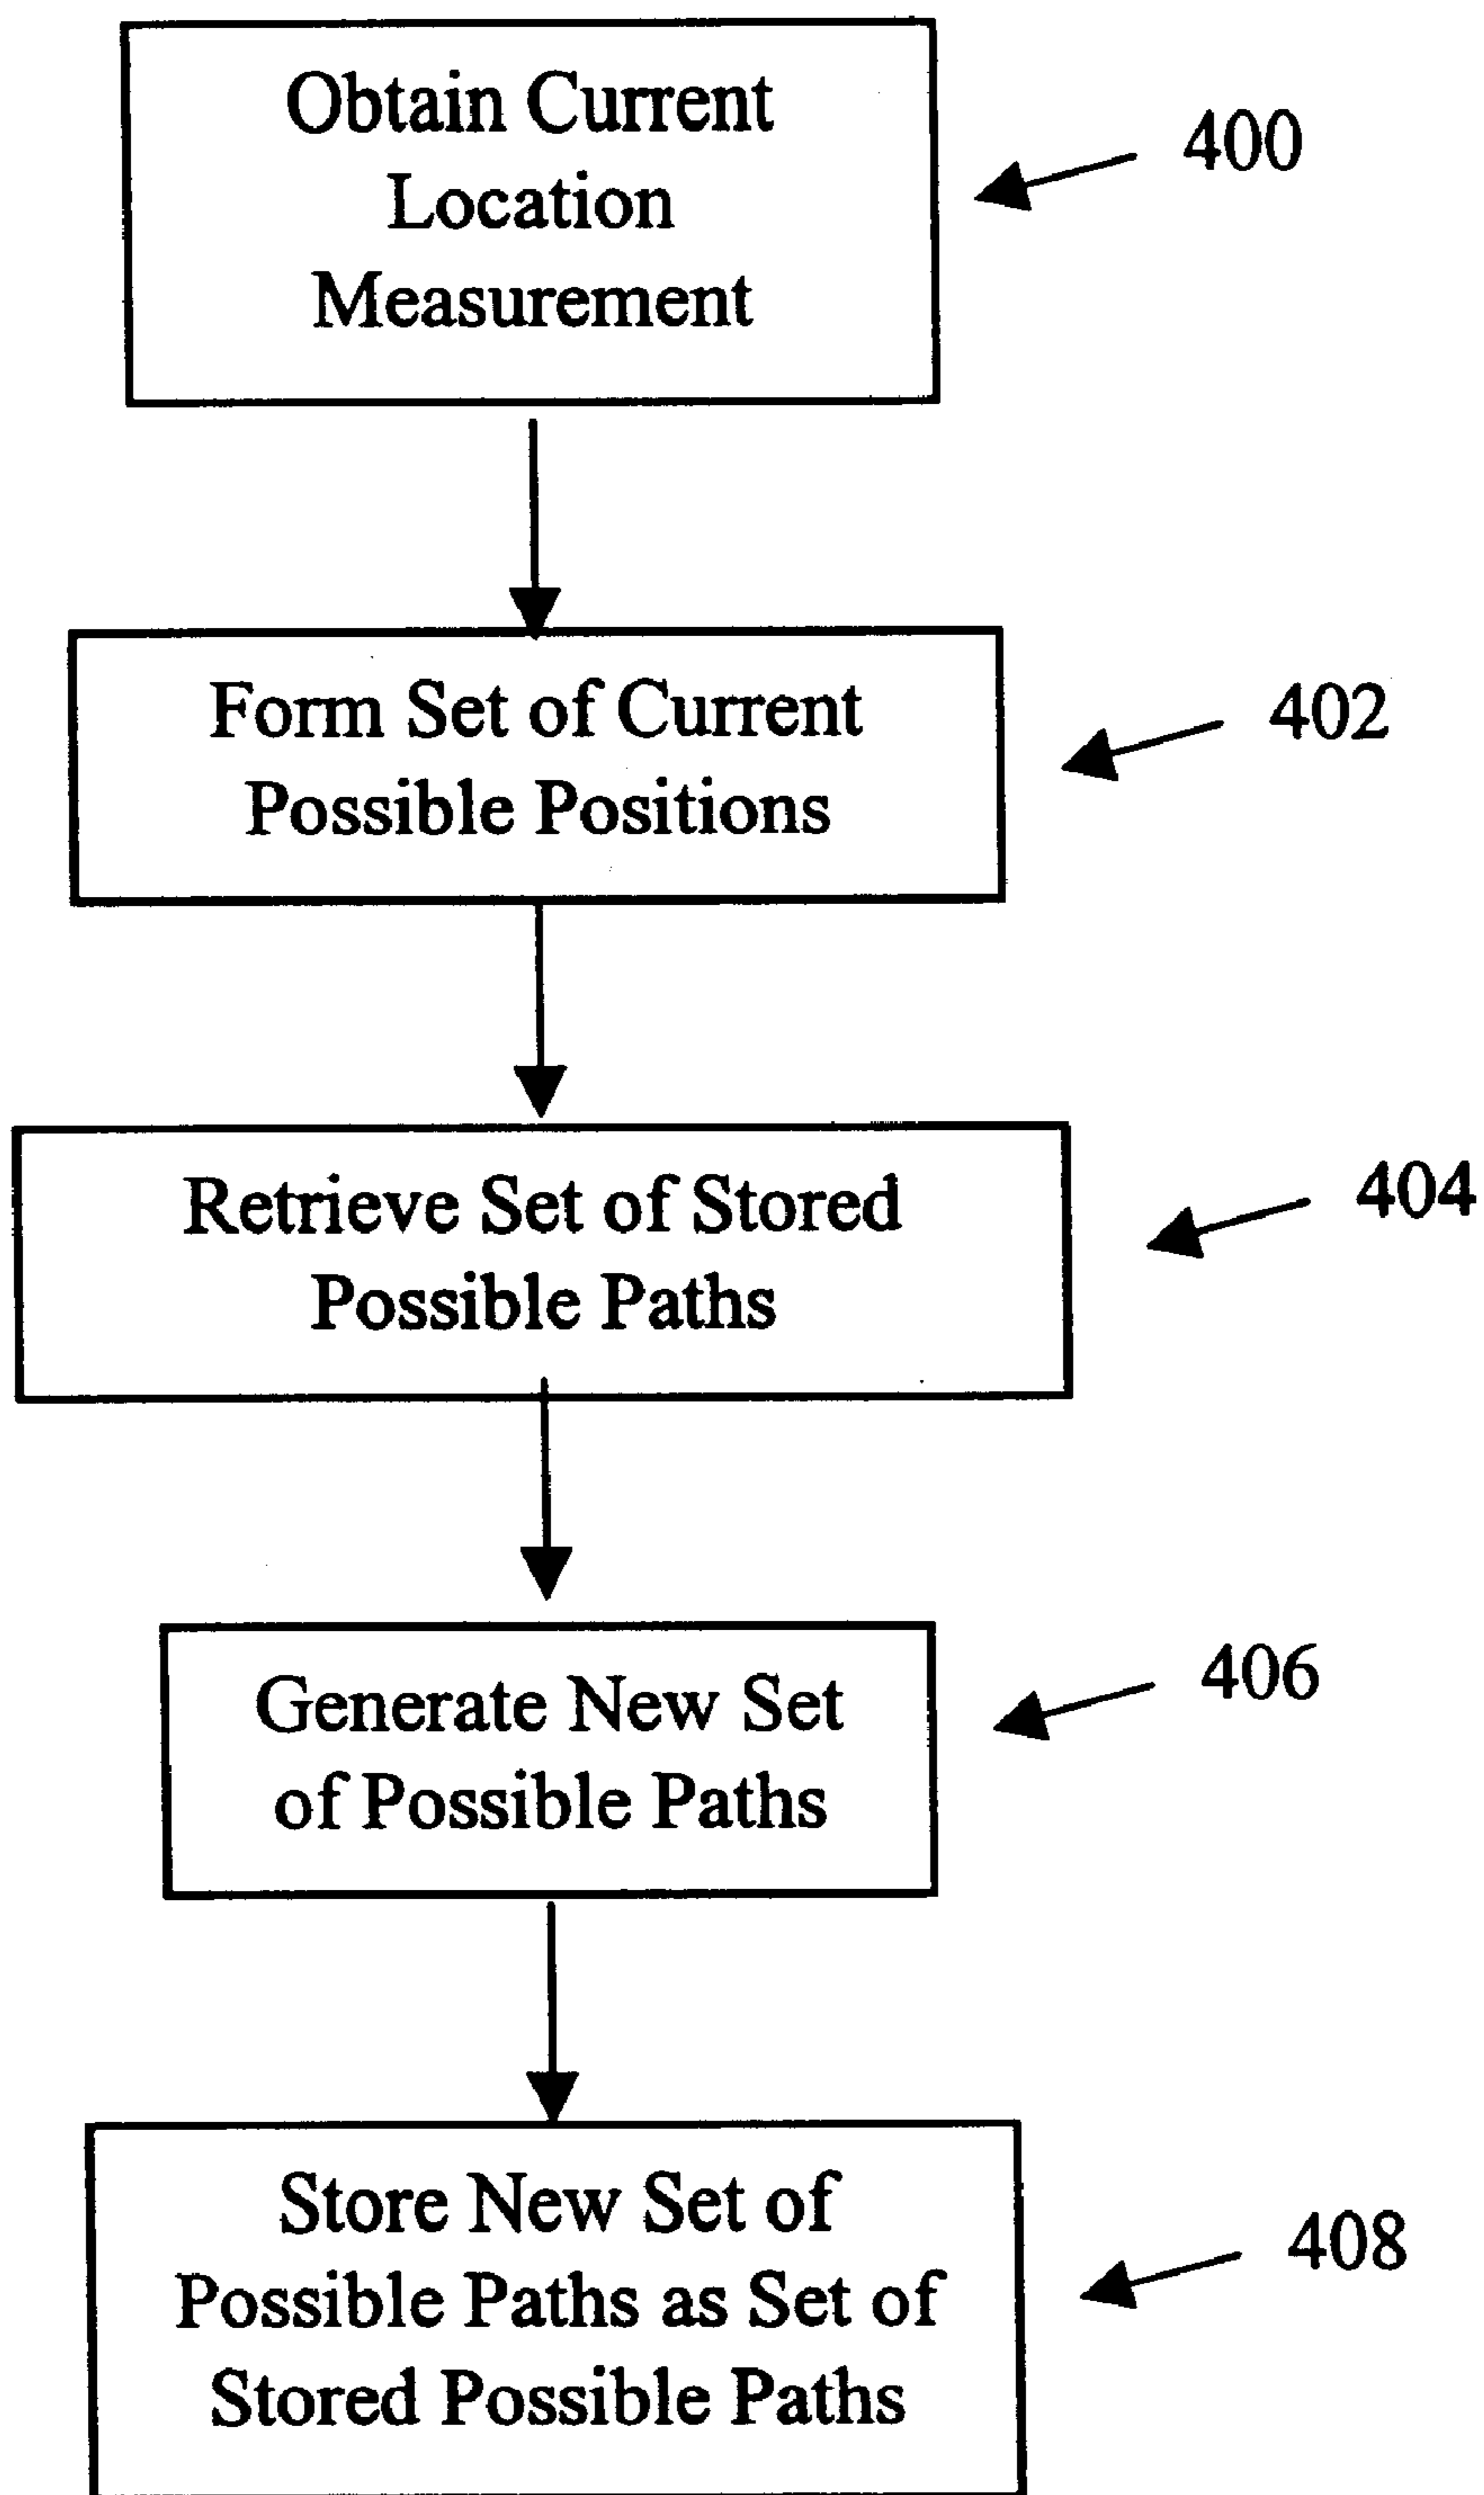 Obtain Current
Location
Measurement
400
Form Set of Current
Possible Positions
402
Retrieve Set of Stored
Possible Paths
404
Generate New Set
of Possible Paths
406
Store New Set of
Possible Paths as Set of
Stored Possible Paths
408